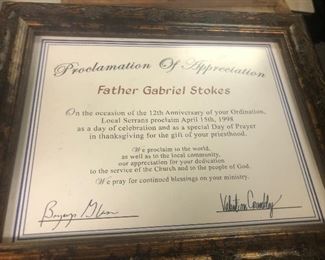 Proclamation Of Appreciation
Father Gabriel Stokes
On the occasion of the 12th Anniversary of your Ordination,
Local Serrans proclaim April 15th, 1998
as a day of celebration and as a special Day of Prayer
in thanksgiving for the gift of your priesthood.
We proclaim to the world,
as well as to the local community,
our appreciation for your dedication
to the service of the Church and to the people of God.
We pray for continued blessings on your ministry.